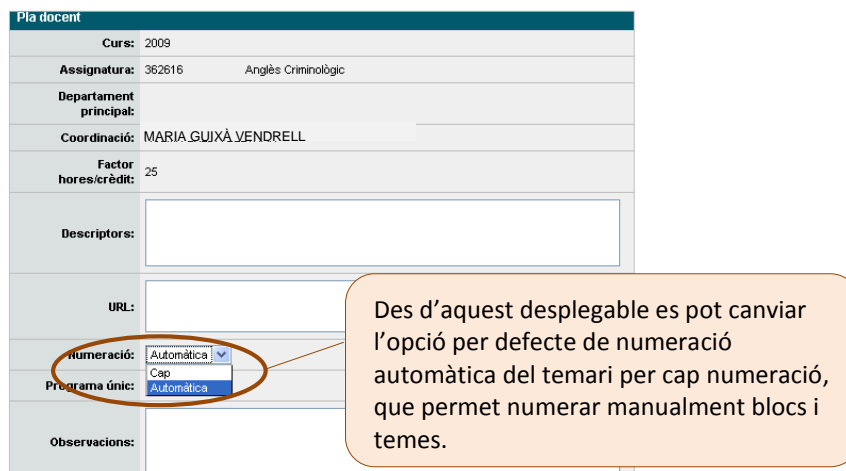 Pla docent
Curs: 2009
Assignatura: 362616 Anglès Criminològic
Departament
principal:
Coordinació: MARIA GUIXÀ VENDRELL
Factor
hores/crèdit: 25
Descriptors:
URL:
Numeració: Automàtica
Cap
Programa únic: Automàtica
Observacions:
Des d’aquest desplegable es pot canviar
l’opció per defecte de numeració
automàtica del temari per cap numeració,
que permet numerar manualment blocs i
temes.